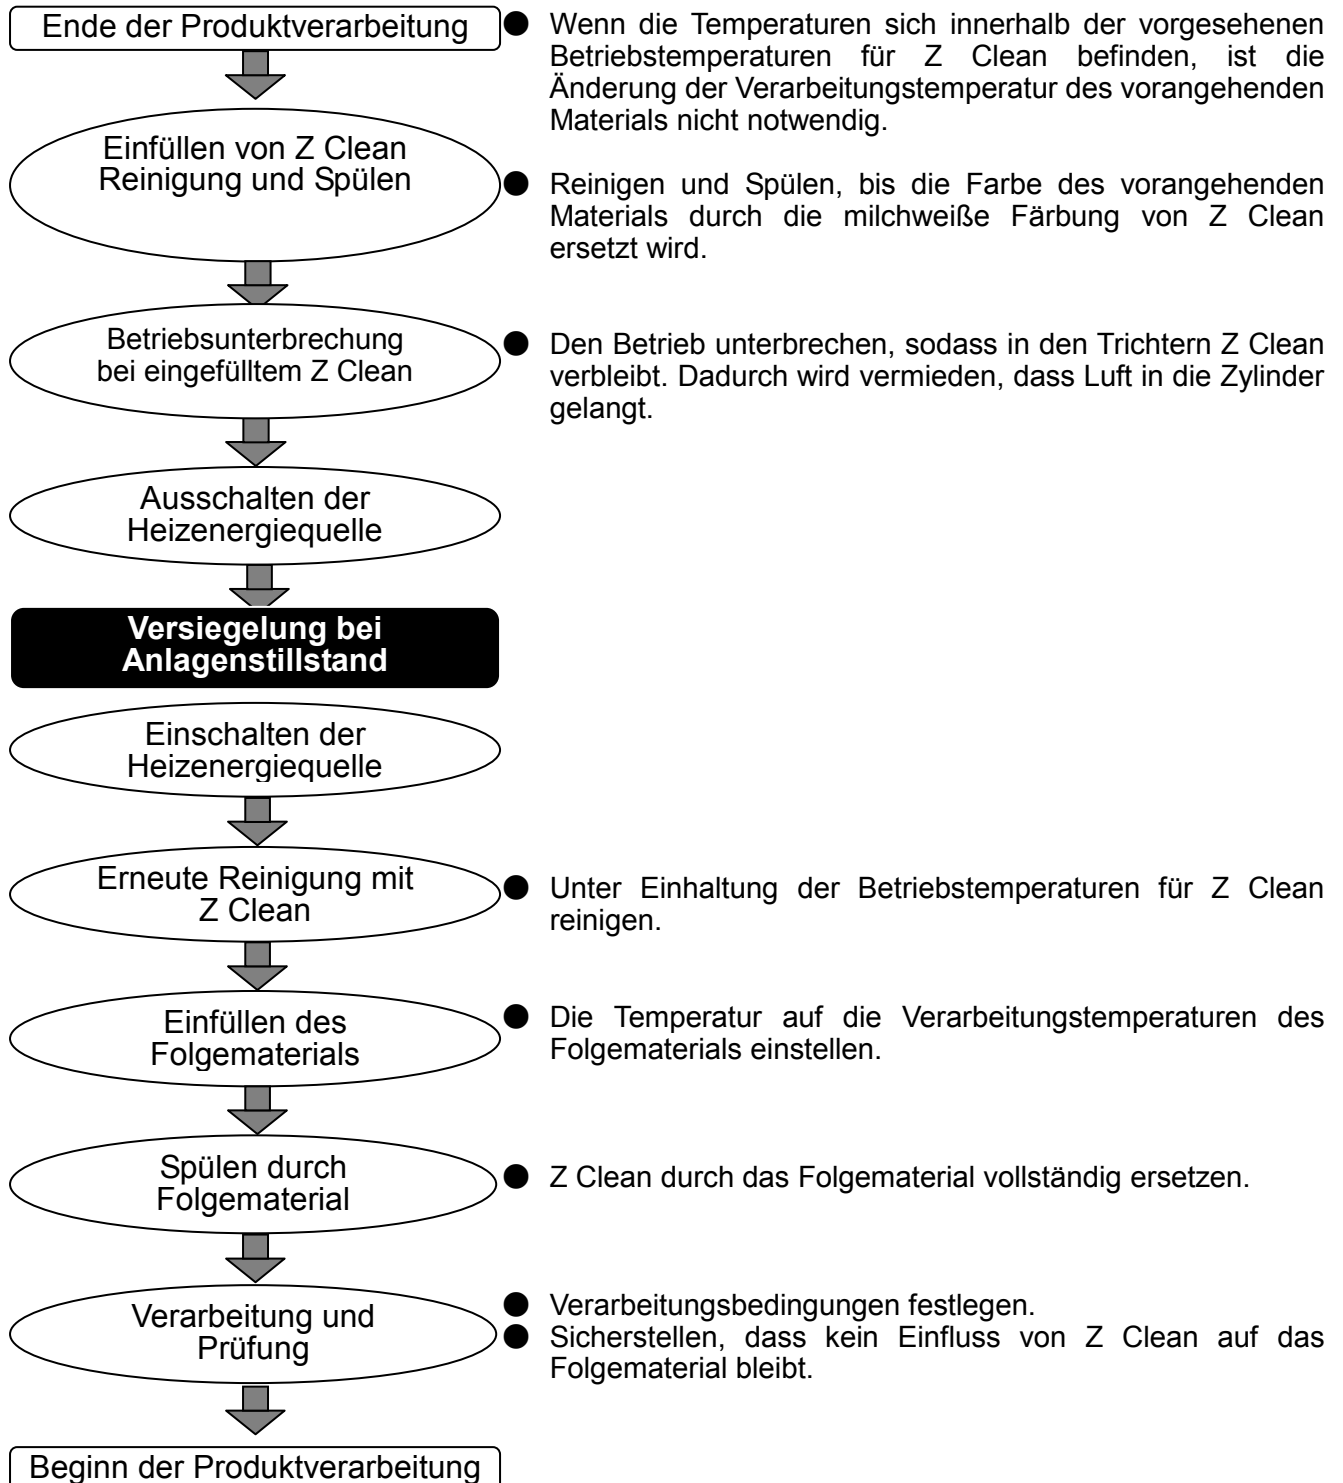 Ende der Produktverarbeitung
● Wenn die Temperaturen sich innerhalb der vorgesehenen
Betriebstemperaturen für Z Clean befinden, ist die
Änderung der Verarbeitungstemperatur des vorangehenden
Materials nicht notwendig.
Einfüllen von Z Clean
Reinigung und Spülen
● Reinigen und Spülen, bis die Farbe des vorangehenden
Materials durch die milchweiße Färbung von Z Clean
ersetzt wird.
Betriebsunterbrechung
bei eingefülltem Z Clean
● Den Betrieb unterbrechen, sodass in den Trichtern Z Clean
verbleibt. Dadurch wird vermieden, dass Luft in die Zylinder
gelangt.
Ausschalten der
Heizenergiequelle
Versiegelung bei
Anlagenstillstand
Einschalten der
Heizenergiequelle
Erneute Reinigung mit
Z Clean
● Unter Einhaltung der Betriebstemperaturen für Z Clean
reinigen.
Einfüllen des
Folgematerials
● Die Temperatur auf die Verarbeitungstemperaturen des
Folgematerials einstellen.
Spülen durch
Folgematerial
● Z Clean durch das Folgematerial vollständig ersetzen.
Verarbeitung und
Prüfung
● Verarbeitungsbedingungen festlegen.
● Sicherstellen, dass kein Einfluss von Z Clean auf das
Folgematerial bleibt.
Beginn der Produktverarbeitung